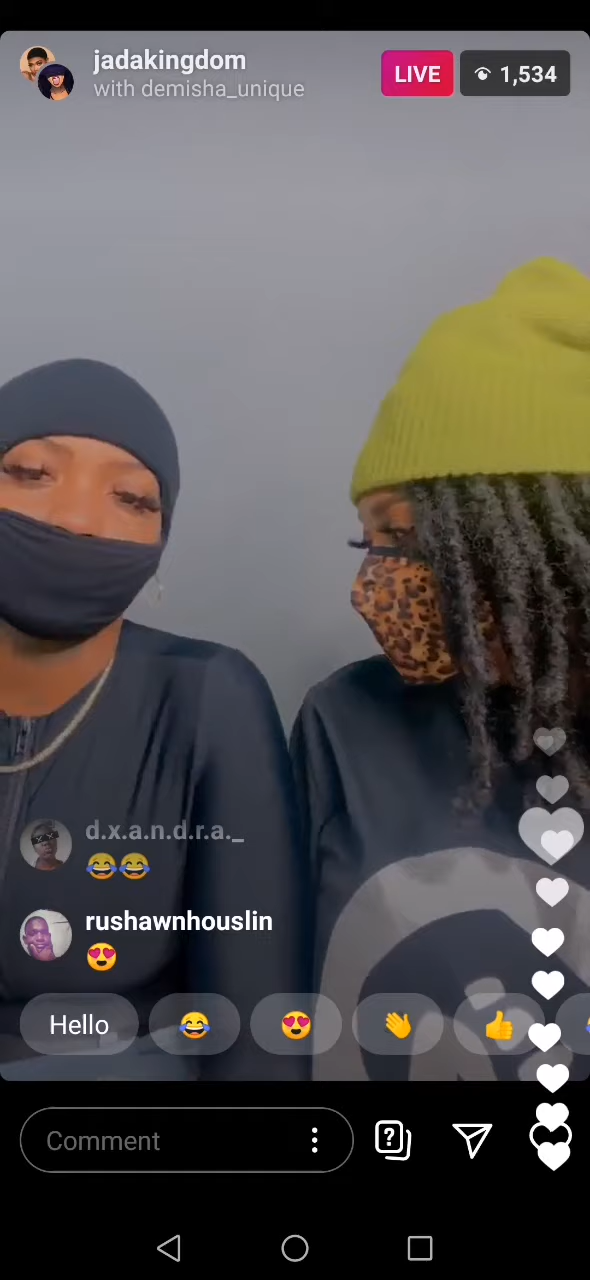 jadakingdom
with demisha_unique
LIVE
1,534
d.x.a.n.d.r.a._
😂😂
rushawnhouslin
😍
Hello 😂 😍 👋 👍
Comment